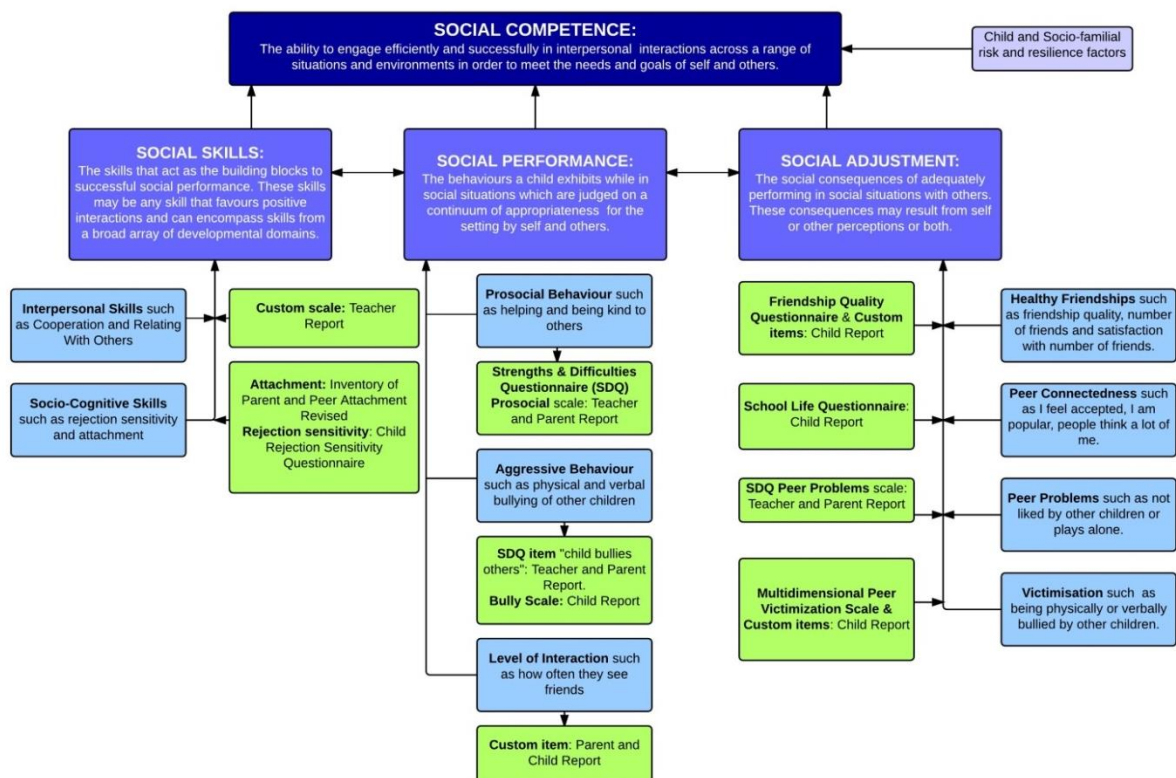 SOCIAL COMPETENCE:
The ability to engage efficiently and successfully in interpersonal interactions across a range of
situations and environments in order to meet the needs and goals of self and others.
Child and Socio-familial
risk and resilience factors
SOCIAL SKILLS:
The skills that act as the building blocks to
successful social performance. These skills
may be any skill that favours positive
interactions and can encompass skills from
a broad array of developmental domains.
SOCIAL PERFORMANCE:
The behaviours a child exhibits while in
social situations which are judged on a
continuum of appropriateness for the
setting by self and others.
SOCIAL ADJUSTMENT:
The social consequences of adequately
performing in social situations with others.
These consequences may result from self
or other perceptions or both.
Interpersonal Skills such
as Cooperation and Relating
With Others
Custom scale: Teacher
Report
Socio-Cognitive Skills
such as rejection sensitivity
and attachment
Attachment: Inventory of
Parent and Peer Attachment
Revised
Rejection sensitivity: Child
Rejection Sensitivity
Questionnaire
Prosocial Behaviour such
as helping and being kind to
others
Strengths & Difficulties
Questionnaire (SDQ)
Prosocial scale: Teacher
and Parent Report
Aggressive Behaviour
such as physical and verbal
bullying of other children
SDQ item "child bullies
others": Teacher and Parent
Report.
Bully Scale: Child Report
Level of Interaction such
as how often they see
friends
Custom item: Parent and
Child Report
Friendship Quality
Questionnaire & Custom
items: Child Report
Healthy Friendships such
as friendship quality, number
of friends and satisfaction
with number of friends.
School Life Questionnaire:
Child Report
Peer Connectedness such
as I feel accepted, I am
popular, people think a lot of
me.
SDQ Peer Problems scale:
Teacher and Parent Report
Peer Problems such as not
liked by other children or
plays alone.
Multidimensional Peer
Victimization Scale &
Custom items: Child Report
Victimisation such as
being physically or verbally
bullied by other children.